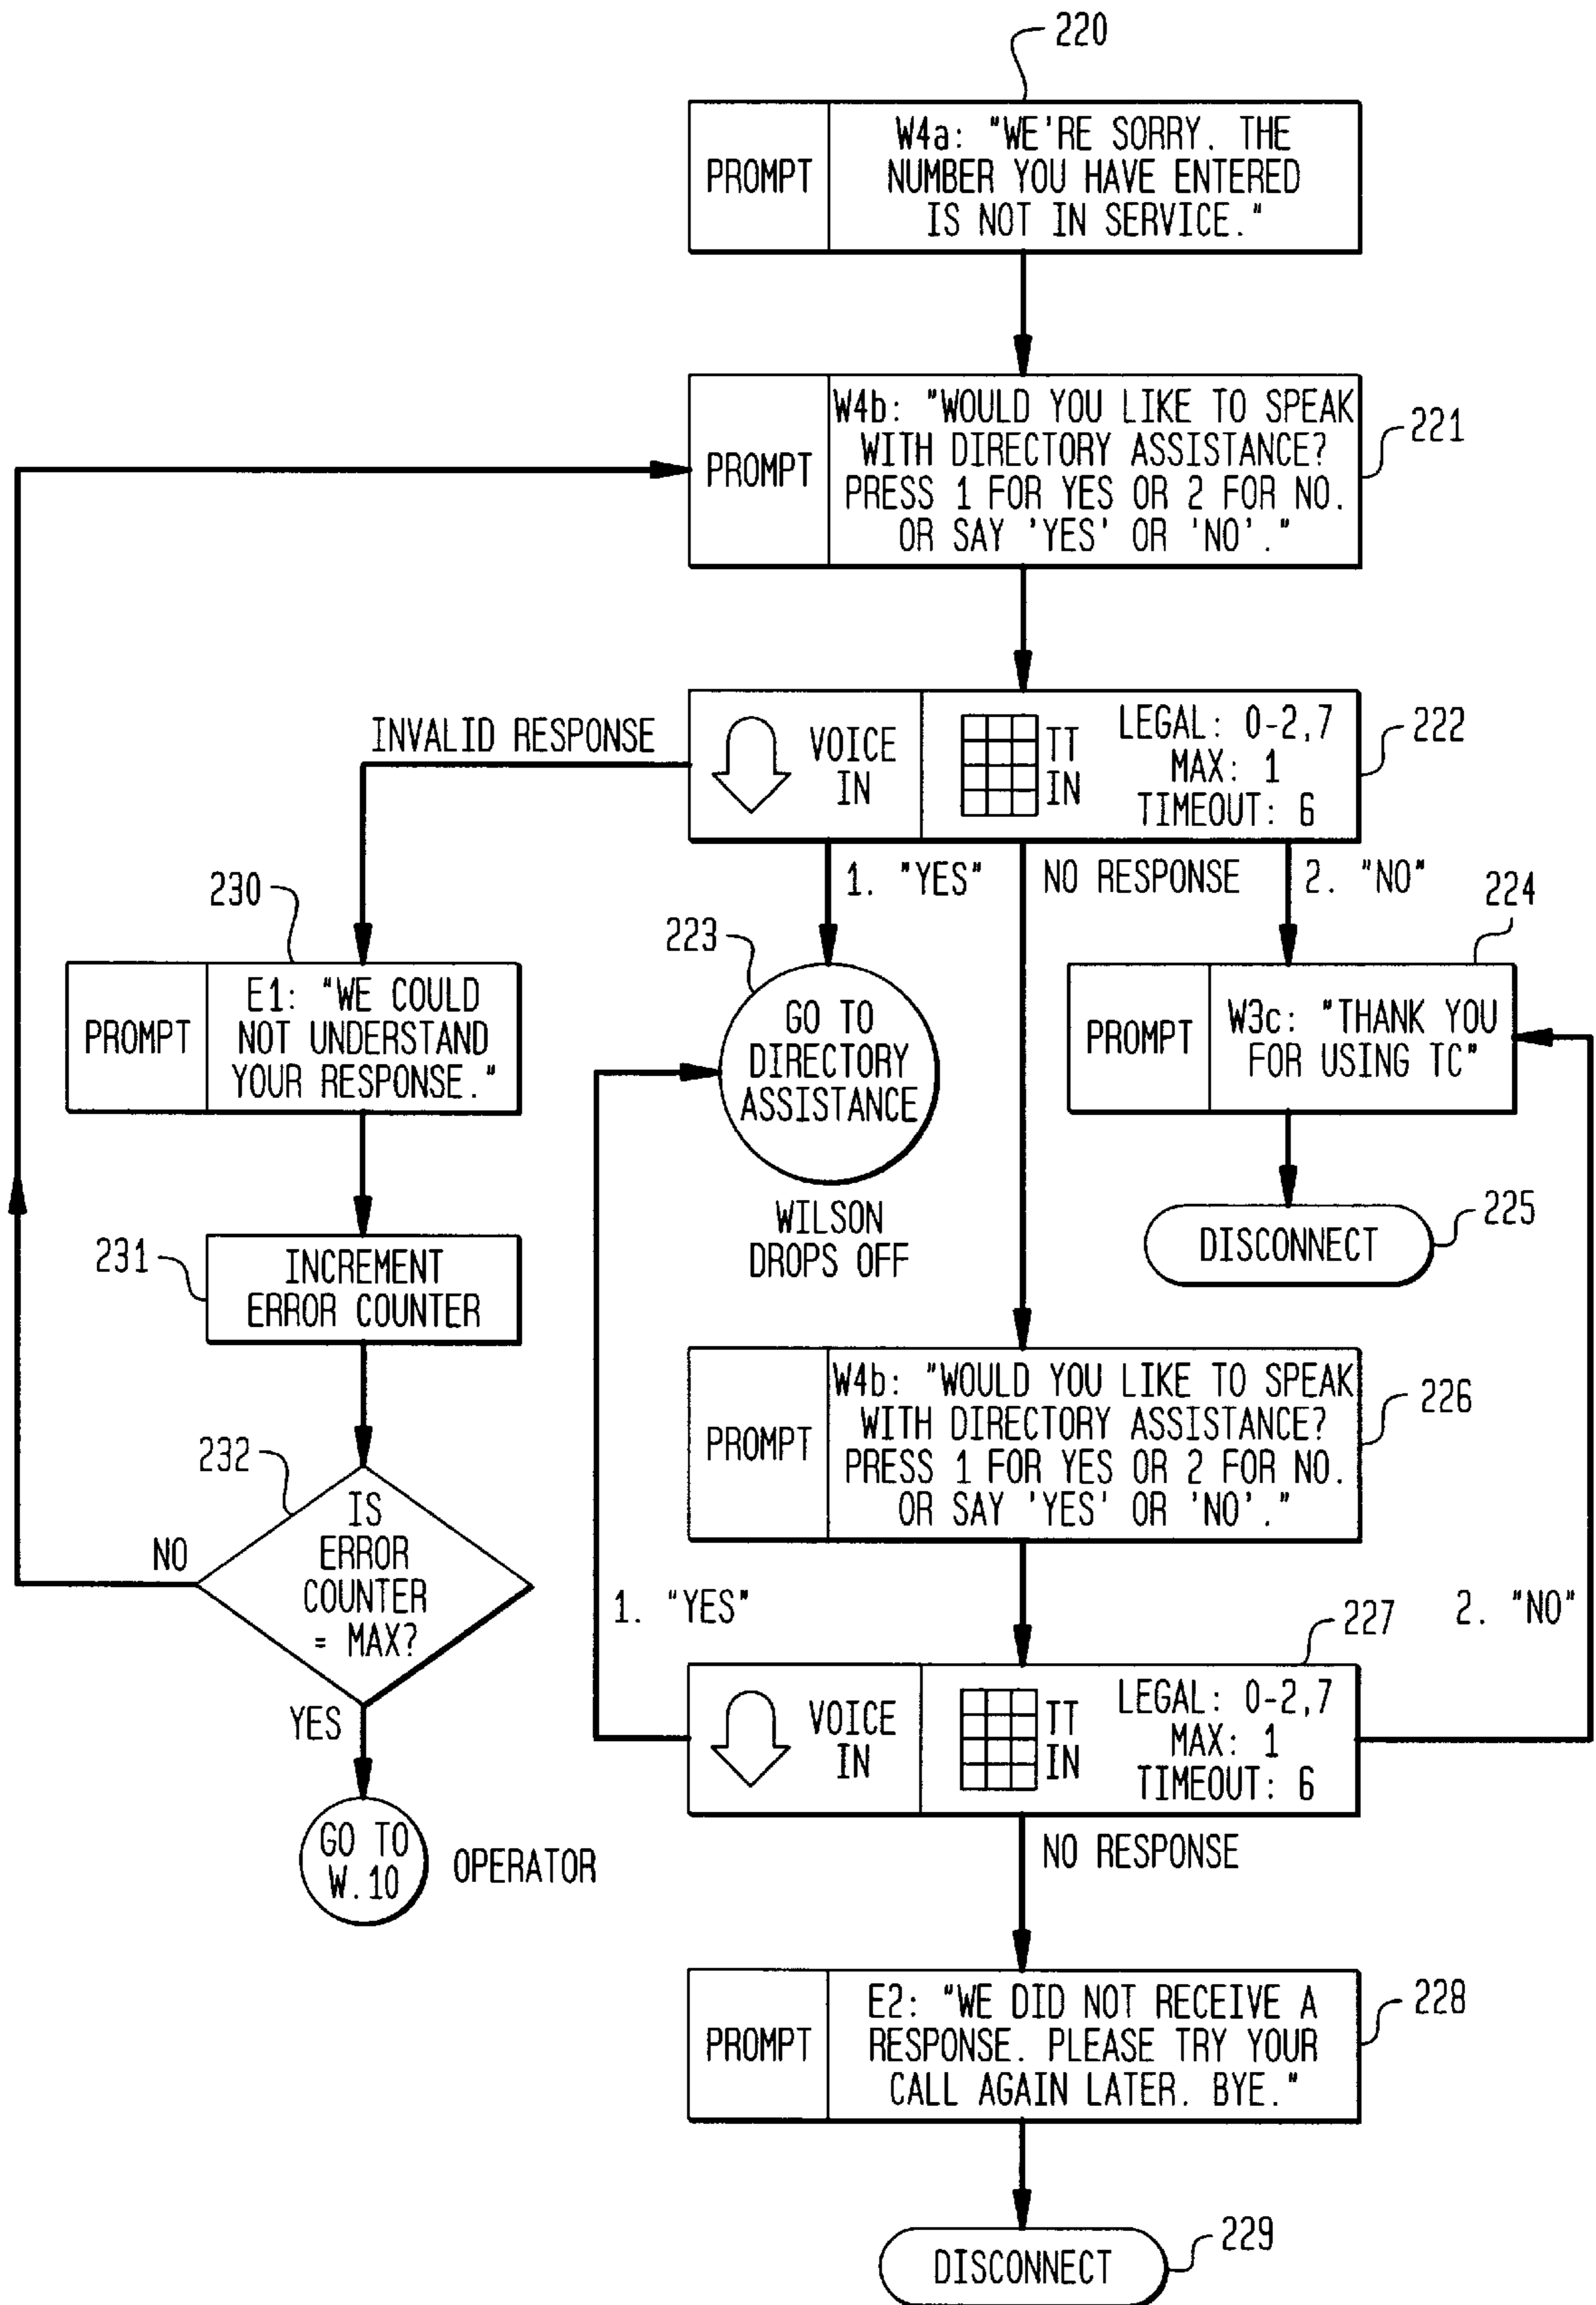 220
PROMPT
W4a: "WE'RE SORRY. THE
NUMBER YOU HAVE ENTERED
IS NOT IN SERVICE."
PROMPT
W4b: "WOULD YOU LIKE TO SPEAK
WITH DIRECTORY ASSISTANCE?
PRESS 1 FOR YES OR 2 FOR NO.
OR SAY 'YES' OR 'NO'."
221
INVALID RESPONSE
VOICE
IN
TT
IN
LEGAL: 0-2,7
MAX: 1
TIMEOUT: 6
222
1. "YES"
NO RESPONSE
2. "NO"
230
PROMPT
E1: "WE COULD
NOT UNDERSTAND
YOUR RESPONSE."
223
GO TO
DIRECTORY
ASSISTANCE
WILSON
DROPS OFF
224
PROMPT
W3c: "THANK YOU
FOR USING TC"
DISCONNECT
225
231
INCREMENT
ERROR COUNTER
232
IS
ERROR
COUNTER
= MAX?
NO
YES
GO TO
W.10
OPERATOR
PROMPT
W4b: "WOULD YOU LIKE TO SPEAK
WITH DIRECTORY ASSISTANCE?
PRESS 1 FOR YES OR 2 FOR NO.
OR SAY 'YES' OR 'NO'."
226
1. "YES"
227
2. "NO"
VOICE
IN
TT
IN
LEGAL: 0-2,7
MAX: 1
TIMEOUT: 6
NO RESPONSE
PROMPT
E2: "WE DID NOT RECEIVE A
RESPONSE. PLEASE TRY YOUR
CALL AGAIN LATER. BYE."
228
DISCONNECT
229